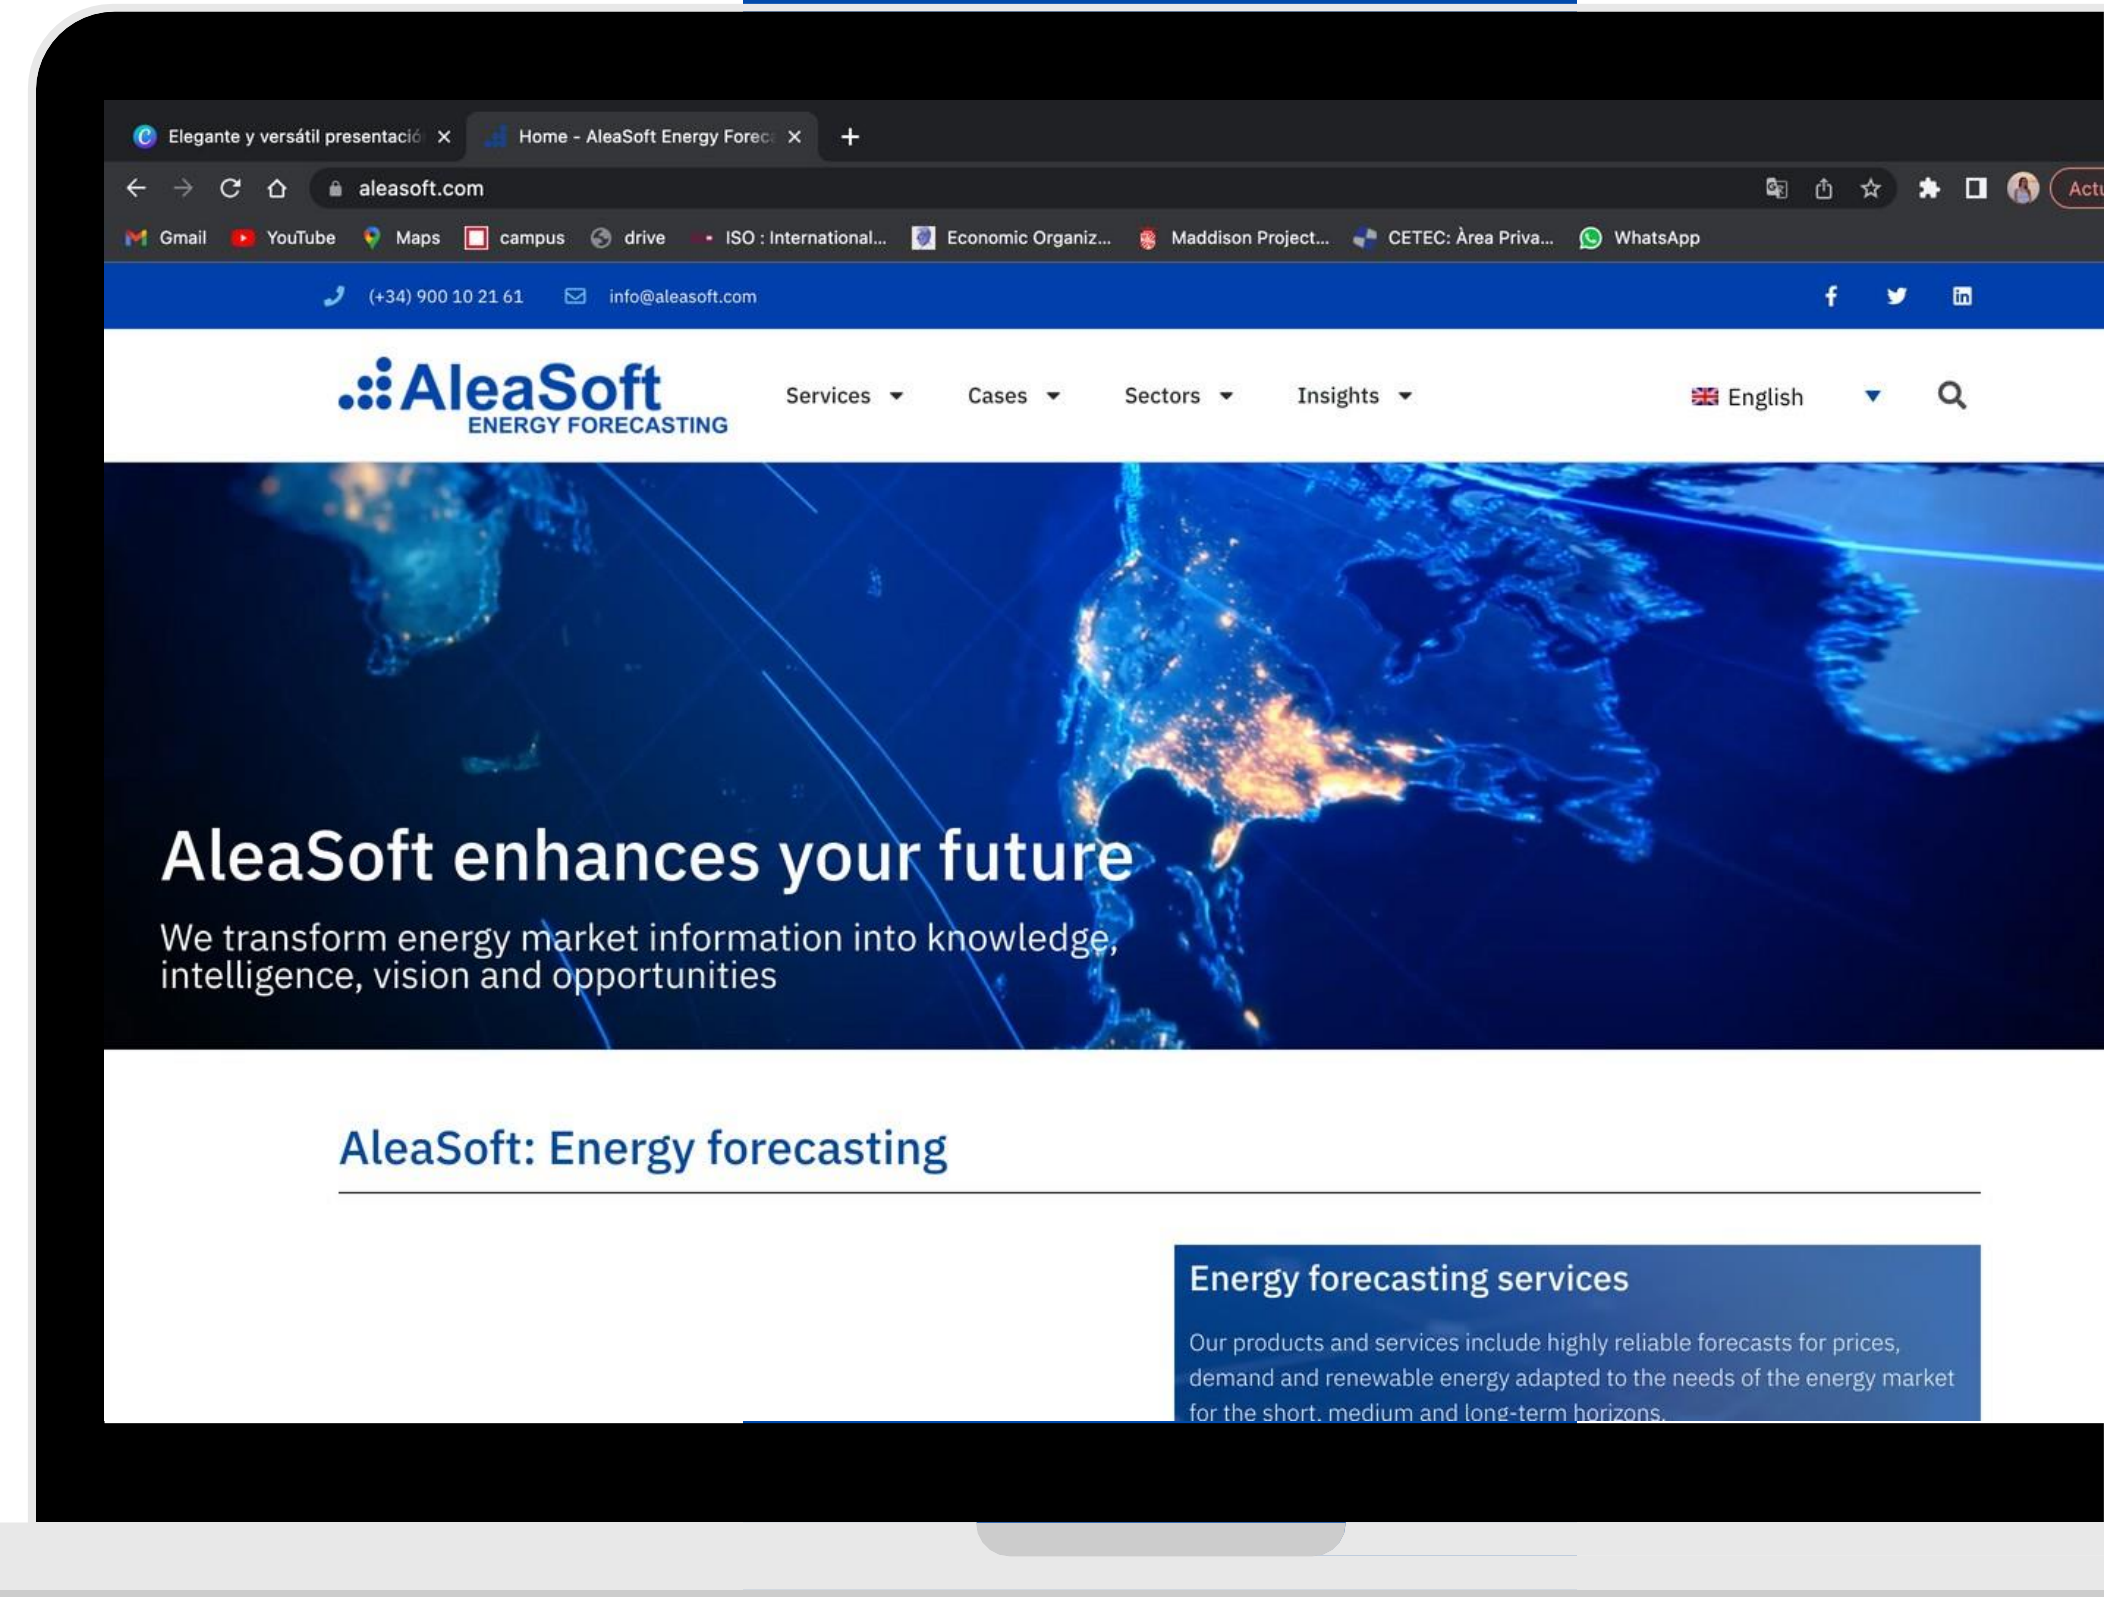 Elegante y versátil presentació
Home - AleaSoft Energy Foreca
aleasoft.com
Actu
Gmail
YouTube
Maps
campus
drive
ISO : International...
Economic Organiz...
Maddison Project...
CETEC: Àrea Priva...
WhatsApp
(+34) 900 10 21 61
info@aleasoft.com
AleaSoft
ENERGY FORECASTING
Services
Cases
Sectors
Insights
English
AleaSoft enhances your future
We transform energy market information into knowledge,
intelligence, vision and opportunities
AleaSoft: Energy forecasting
Energy forecasting services
Our products and services include highly reliable forecasts for prices,
demand and renewable energy adapted to the needs of the energy market
for the short, medium and long-term horizons.